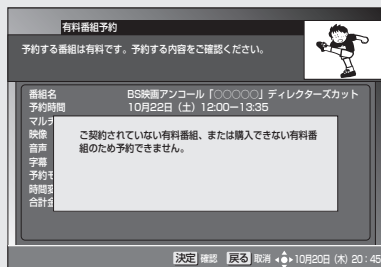 有料番組予約
予約する番組は有料です。予約する内容をご確認ください。
番組名 BS映画アンコール「○○○○○」ディレクターズカット
予約時間 10月22日（土）12:00ー13:35
マルチ
映像
音声
字幕
予約モ
時間変
合計金
ご契約されていない有料番組、または購入できない有料番
組のため予約できません。
決定 確認 戻る 取消 10月20日（木）20：45